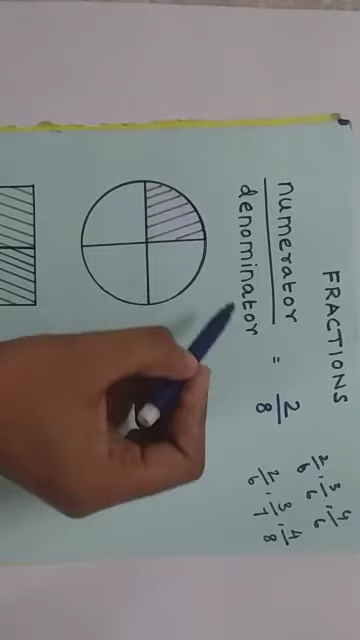 FRACTIONS
numerator
denominator
= 2/8
2/6, 3/6, 4/6
2/6, 3/7, 4/8